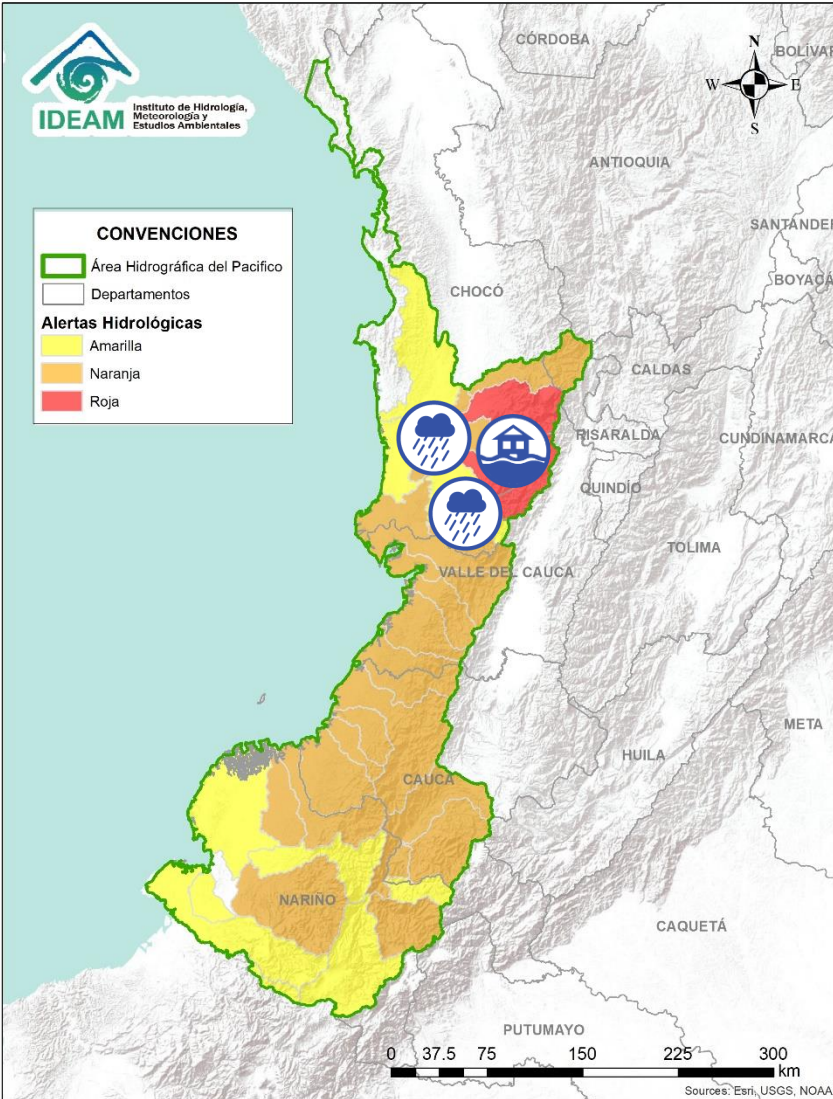 IDEAM
Instituto de Hidrología,
Meteorología y
Estudios Ambientales
CONVENCIONES
Área Hidrográfica del Pacifico
Departamentos
Alertas Hidrológicas
Amarilla
Naranja
Roja
N
W E
S
CÓRDOBA
BOLÍVAR
ANTIOQUIA
SANTANDER
BOYACÁ
CHOCÓ
CALDAS
RISARALDA
CUNDINAMARCA
QUINDÍO
TOLIMA
VALLE DEL CAUCA
META
HUILA
CAUCA
NARIÑO
CAQUETÁ
PUTUMAYO
0 37.5 75 150 225 300
km
Sources: Esri, USGS, NOAA